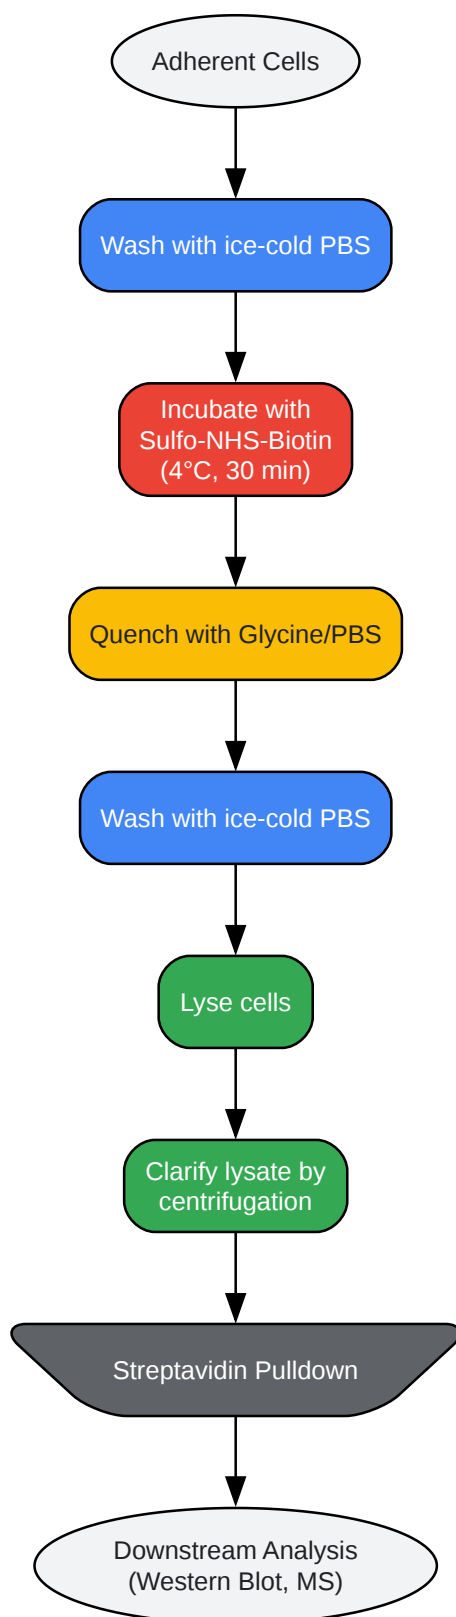 Adherent Cells
Wash with ice-cold PBS
Incubate with
Sulfo-NHS-Biotin
(4°C, 30 min)
Quench with Glycine/PBS
Wash with ice-cold PBS
Lyse cells
Clarify lysate by
centrifugation
Streptavidin Pulldown
Downstream Analysis
(Western Blot, MS)